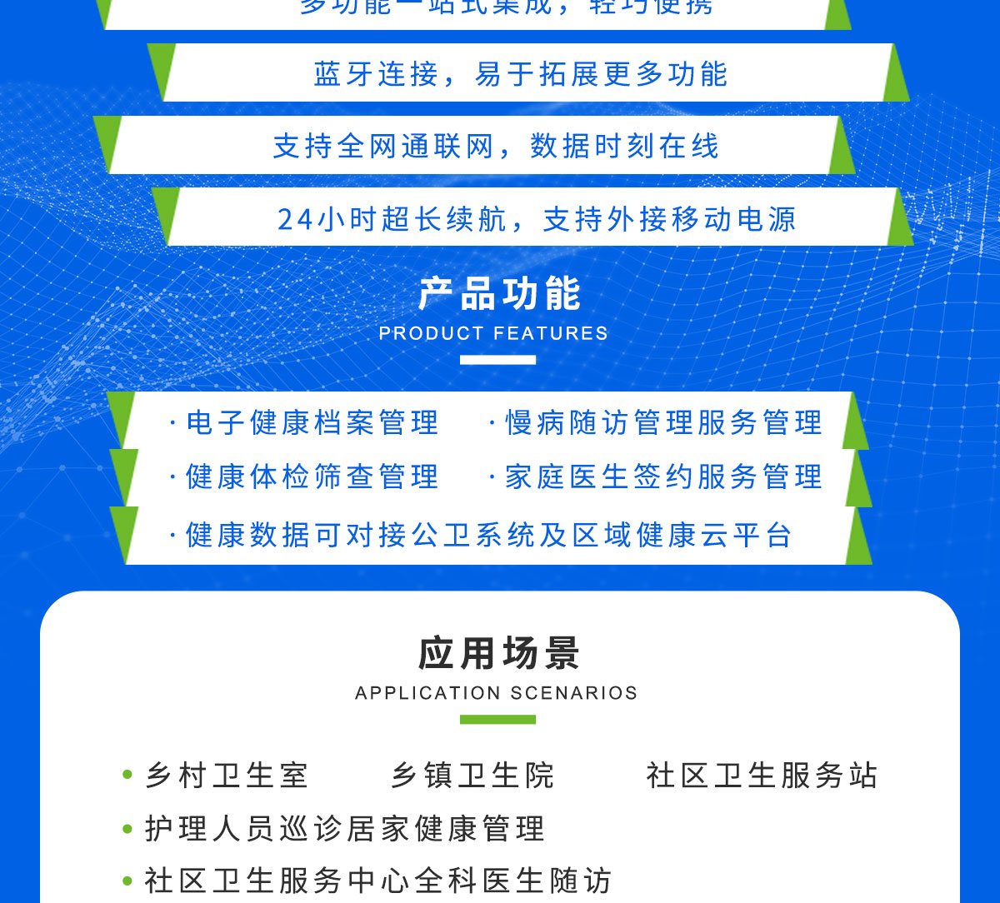 多功能一站式集成，轻巧便携
蓝牙连接，易于拓展更多功能
支持全网通联网，数据时刻在线
24小时超长续航，支持外接移动电源
产品功能
PRODUCT FEATURES
·电子健康档案管理 ·慢病随访管理服务管理
·健康体检筛查管理 ·家庭医生签约服务管理
·健康数据可对接公卫系统及区域健康云平台
应用场景
APPLICATION SCENARIOS
•乡村卫生室 乡镇卫生院 社区卫生服务站
•护理人员巡诊居家健康管理
•社区卫生服务中心全科医生随访